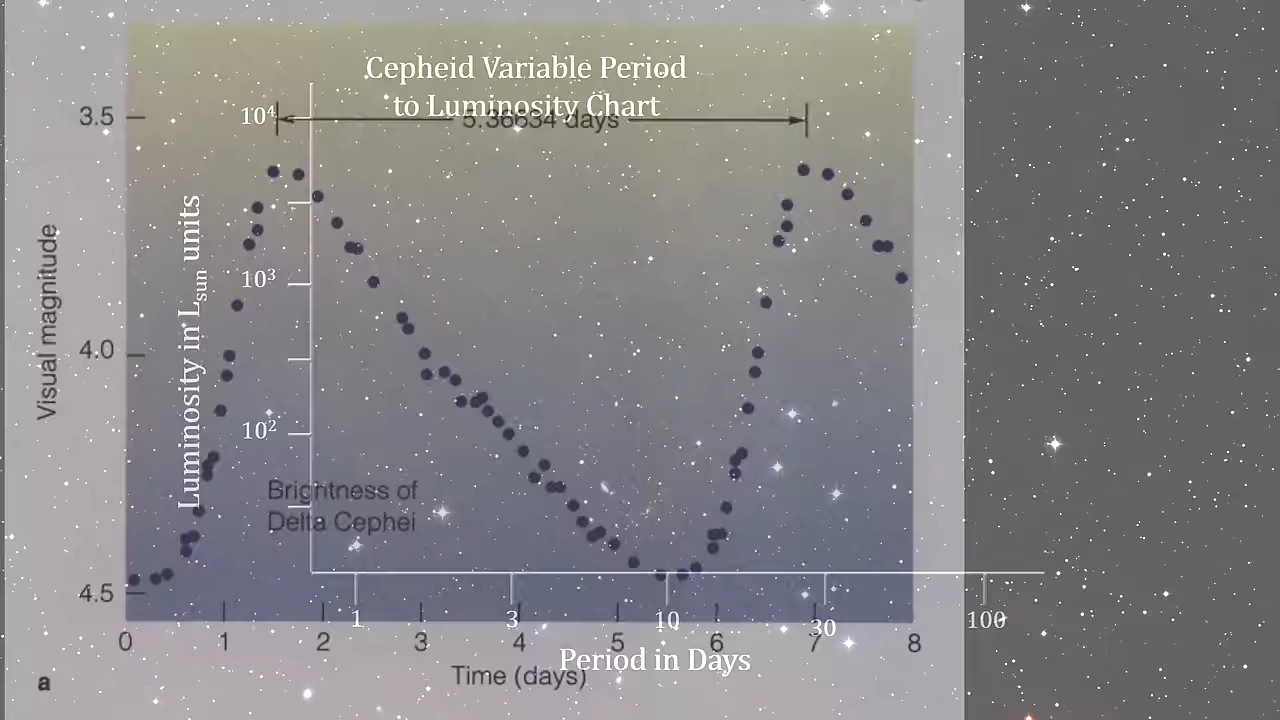 Cepheid Variable Period
to Luminosity Chart
5.36634 days
3.5
4.0
4.5
Visual magnitude
10⁴
10³
10²
Luminosity in Lsun units
Brightness of
Delta Cephei
1 3 10 30 100
0 1 2 3 4 5 6 7 8
Period in Days
Time (days)
a